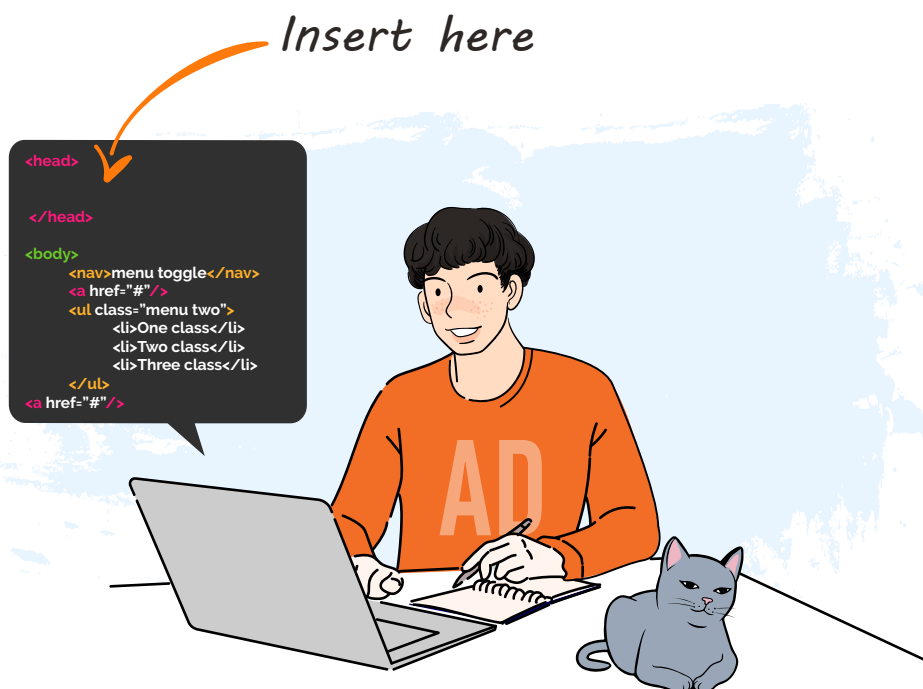 Insert here
<head>
</head>
<body>
<nav>menu toggle</nav>
<a href="#"/>
<ul class="menu two">
<li>One class</li>
<li>Two class</li>
<li>Three class</li>
</ul>
<a href="#"/>
AD